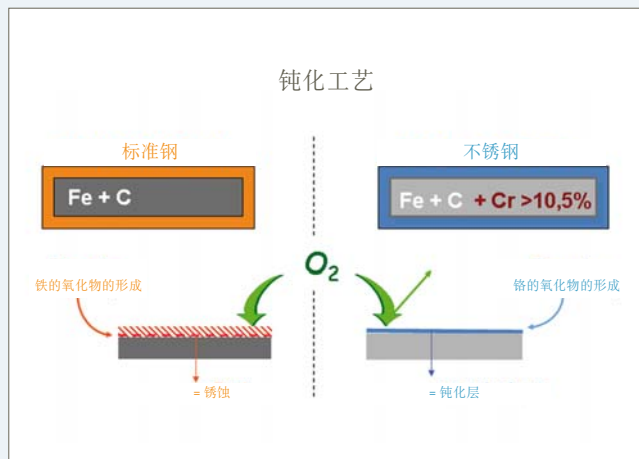 钝化工艺
标准钢
不锈钢
Fe + C
Fe + C + Cr >10,5%
O2
铁的氧化物的形成
铬的氧化物的形成
= 锈蚀
= 钝化层